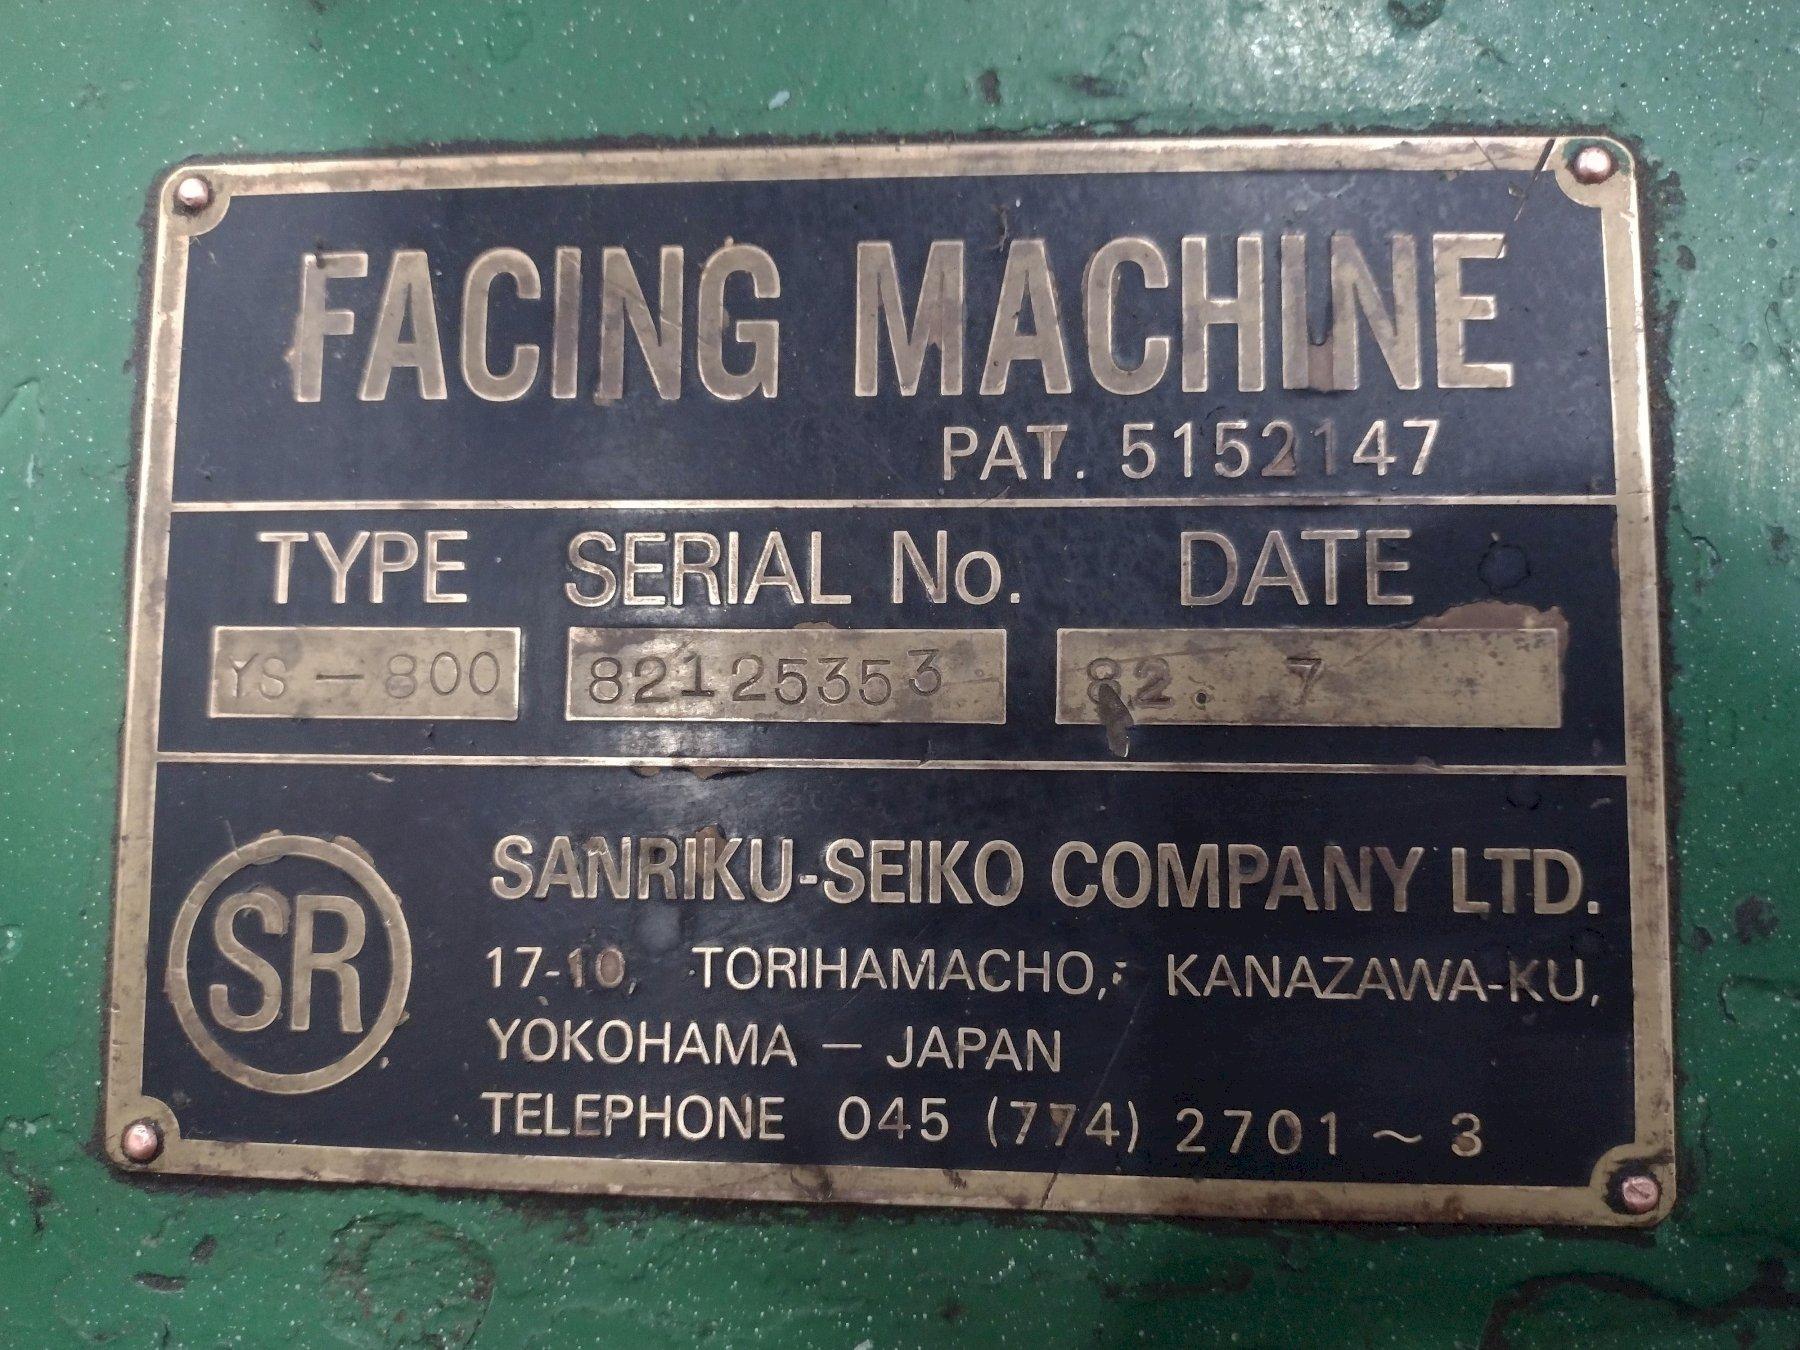 FACING MACHINE
PAT. 5152147
TYPE SERIAL No. DATE
YS-800 82125353 82. 7
SR
SANRIKU-SEIKO COMPANY LTD.
17-10, TORIHAMACHO, KANAZAWA-KU,
YOKOHAMA — JAPAN
TELEPHONE 045 (774) 2701 ~ 3